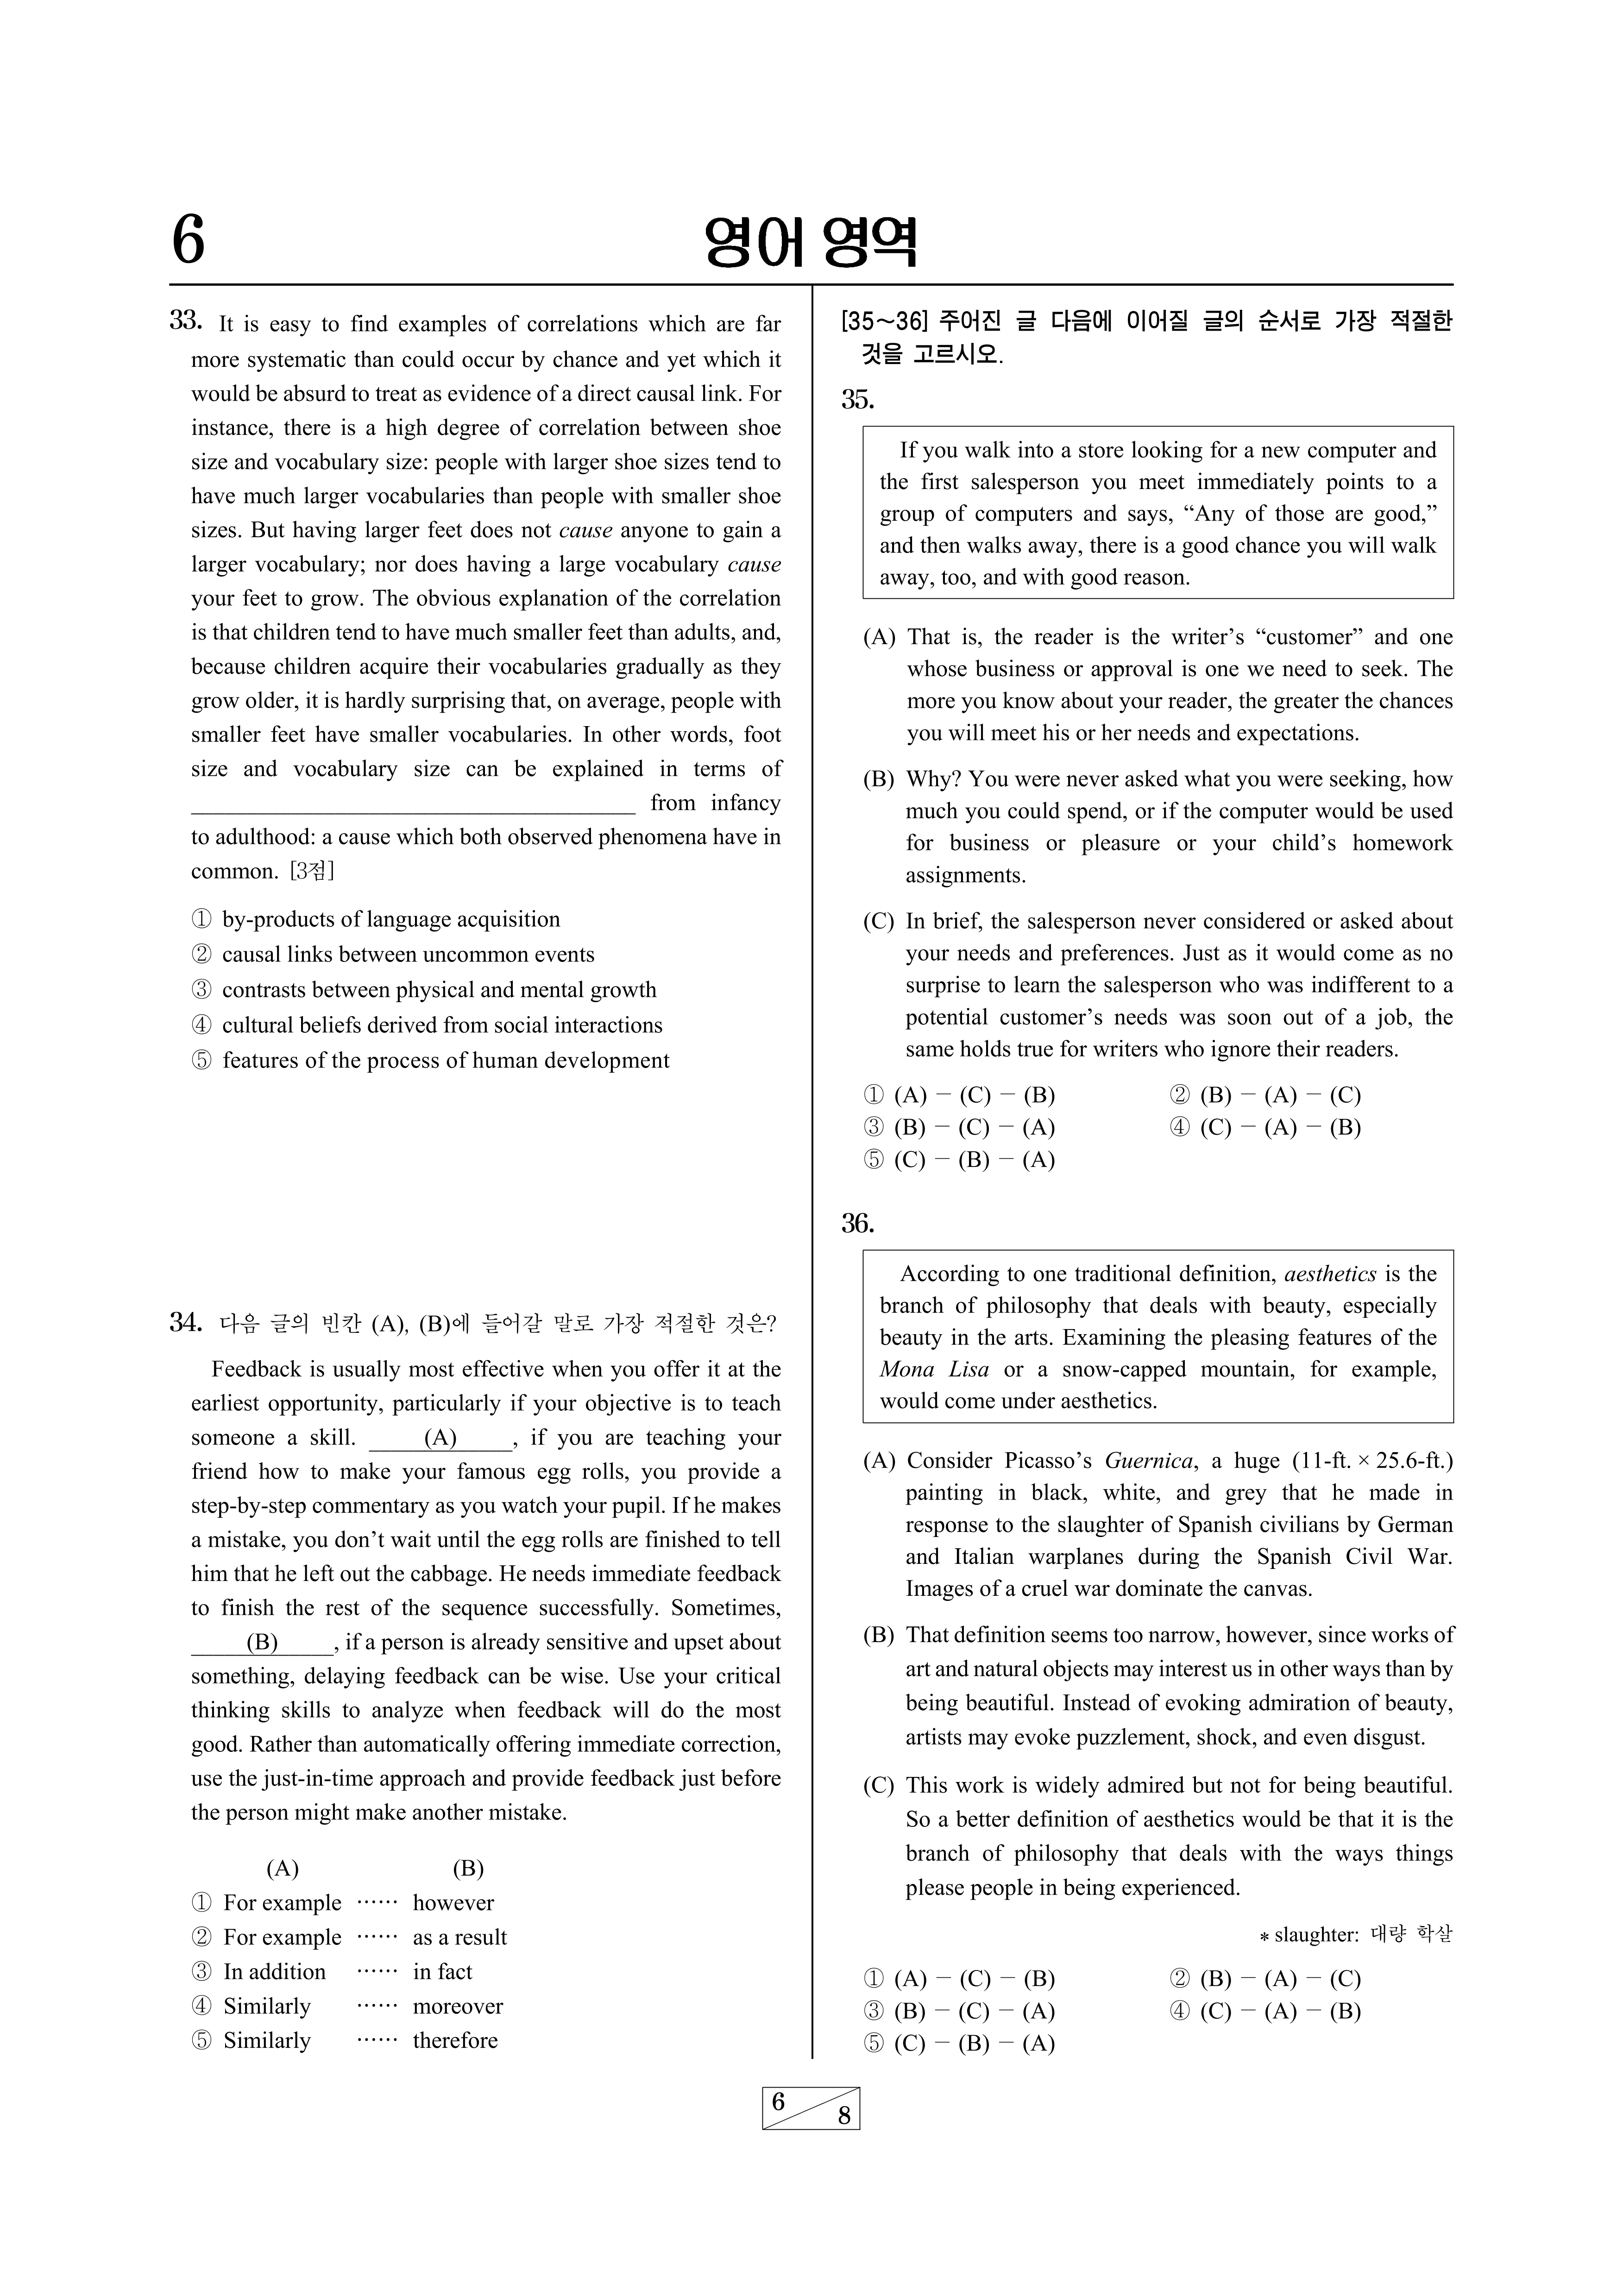 6
영어 영역
33. It is easy to find examples of correlations which are far
more systematic than could occur by chance and yet which it
would be absurd to treat as evidence of a direct causal link. For
instance, there is a high degree of correlation between shoe
size and vocabulary size: people with larger shoe sizes tend to
have much larger vocabularies than people with smaller shoe
sizes. But having larger feet does not cause anyone to gain a
larger vocabulary; nor does having a large vocabulary cause
your feet to grow. The obvious explanation of the correlation
is that children tend to have much smaller feet than adults, and,
because children acquire their vocabularies gradually as they
grow older, it is hardly surprising that, on average, people with
smaller feet have smaller vocabularies. In other words, foot
size and vocabulary size can be explained in terms of
____________________ from infancy
to adulthood: a cause which both observed phenomena have in
common. [3점]
① by-products of language acquisition
② causal links between uncommon events
③ contrasts between physical and mental growth
④ cultural beliefs derived from social interactions
⑤ features of the process of human development
34. 다음 글의 빈칸 (A), (B)에 들어갈 말로 가장 적절한 것은?
Feedback is usually most effective when you offer it at the
earliest opportunity, particularly if your objective is to teach
someone a skill. ____(A)____, if you are teaching your
friend how to make your famous egg rolls, you provide a
step-by-step commentary as you watch your pupil. If he makes
a mistake, you don’t wait until the egg rolls are finished to tell
him that he left out the cabbage. He needs immediate feedback
to finish the rest of the sequence successfully. Sometimes,
____(B)____, if a person is already sensitive and upset about
something, delaying feedback can be wise. Use your critical
thinking skills to analyze when feedback will do the most
good. Rather than automatically offering immediate correction,
use the just-in-time approach and provide feedback just before
the person might make another mistake.
(A) (B)
① For example ······ however
② For example ······ as a result
③ In addition ······ in fact
④ Similarly ······ moreover
⑤ Similarly ······ therefore
[35~36] 주어진 글 다음에 이어질 글의 순서로 가장 적절한
것을 고르시오.
35.
If you walk into a store looking for a new computer and
the first salesperson you meet immediately points to a
group of computers and says, “Any of those are good,”
and then walks away, there is a good chance you will walk
away, too, and with good reason.
(A) That is, the reader is the writer’s “customer” and one
whose business or approval is one we need to seek. The
more you know about your reader, the greater the chances
you will meet his or her needs and expectations.
(B) Why? You were never asked what you were seeking, how
much you could spend, or if the computer would be used
for business or pleasure or your child’s homework
assignments.
(C) In brief, the salesperson never considered or asked about
your needs and preferences. Just as it would come as no
surprise to learn the salesperson who was indifferent to a
potential customer’s needs was soon out of a job, the
same holds true for writers who ignore their readers.
① (A) － (C) － (B) ② (B) － (A) － (C)
③ (B) － (C) － (A) ④ (C) － (A) － (B)
⑤ (C) － (B) － (A)
36.
According to one traditional definition, aesthetics is the
branch of philosophy that deals with beauty, especially
beauty in the arts. Examining the pleasing features of the
Mona Lisa or a snow-capped mountain, for example,
would come under aesthetics.
(A) Consider Picasso’s Guernica, a huge (11-ft. × 25.6-ft.)
painting in black, white, and grey that he made in
response to the slaughter of Spanish civilians by German
and Italian warplanes during the Spanish Civil War.
Images of a cruel war dominate the canvas.
(B) That definition seems too narrow, however, since works of
art and natural objects may interest us in other ways than by
being beautiful. Instead of evoking admiration of beauty,
artists may evoke puzzlement, shock, and even disgust.
(C) This work is widely admired but not for being beautiful.
So a better definition of aesthetics would be that it is the
branch of philosophy that deals with the ways things
please people in being experienced.
* slaughter: 대량 학살
① (A) － (C) － (B) ② (B) － (A) － (C)
③ (B) － (C) － (A) ④ (C) － (A) － (B)
⑤ (C) － (B) － (A)
6
8